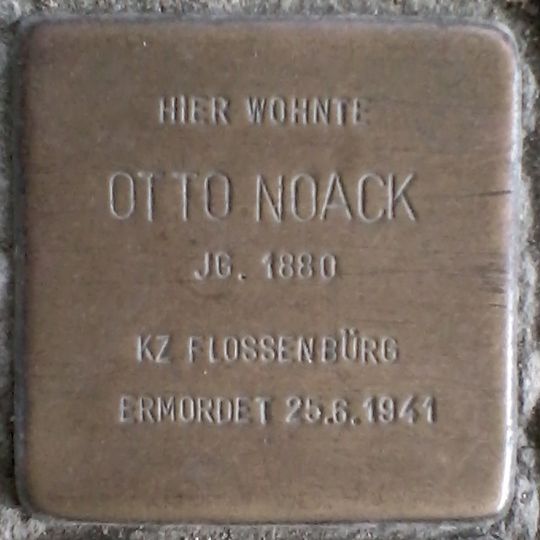 HIER WOHNTE
OTTO NOACK
JG. 1880
KZ FLOSSENBÜRG
ERMORDET 25.6.1941